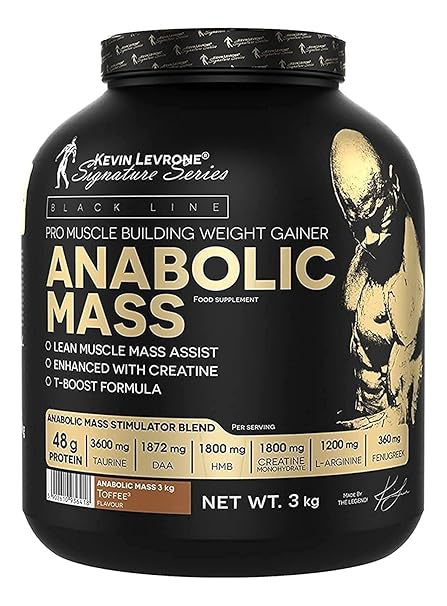 KEVIN LEVRONE®
Signature Series
BLACK LINE
PRO MUSCLE BUILDING WEIGHT GAINER
ANABOLIC
MASS
FOOD SUPPLEMENT
LEAN MUSCLE MASS ASSIST
ENHANCED WITH CREATINE
T-BOOST FORMULA
ANABOLIC MASS STIMULATOR BLEND PER SERVING
48g PROTEIN
3600 mg TAURINE
1872 mg DAA
1800 mg HMB
1800 mg CREATINE MONOHYDRATE
1200 mg L-ARGININE
360 mg FENUGREEK
ANABOLIC MASS 3 kg
TOFFEE³
FLAVOUR
NET WT. 3 kg
MADE BY
THE LEGEND!